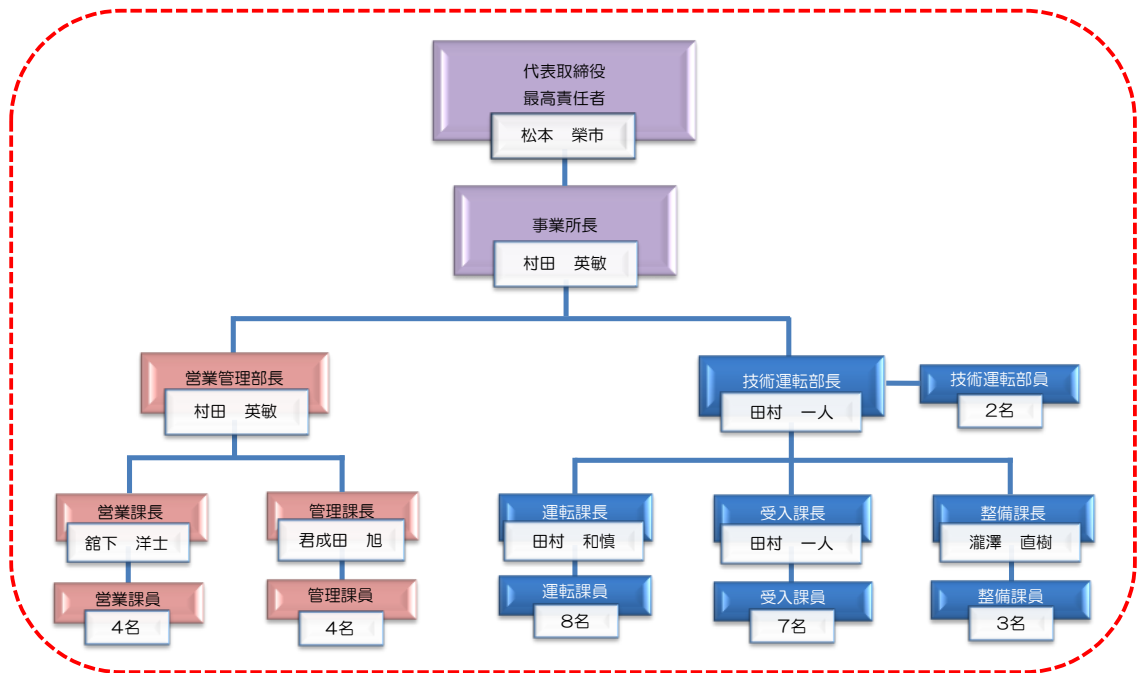 代表取締役
最高責任者
松本　榮市
事業所長
村田　英敏
営業管理部長
村田　英敏
技術運転部長
田村　一人
技術運転部員
2名
営業課長
舘下　洋士
管理課長
君成田　旭
運転課長
田村　和慎
受入課長
田村　一人
整備課長
瀧澤　直樹
営業課員
4名
管理課員
4名
運転課員
8名
受入課員
7名
整備課員
3名